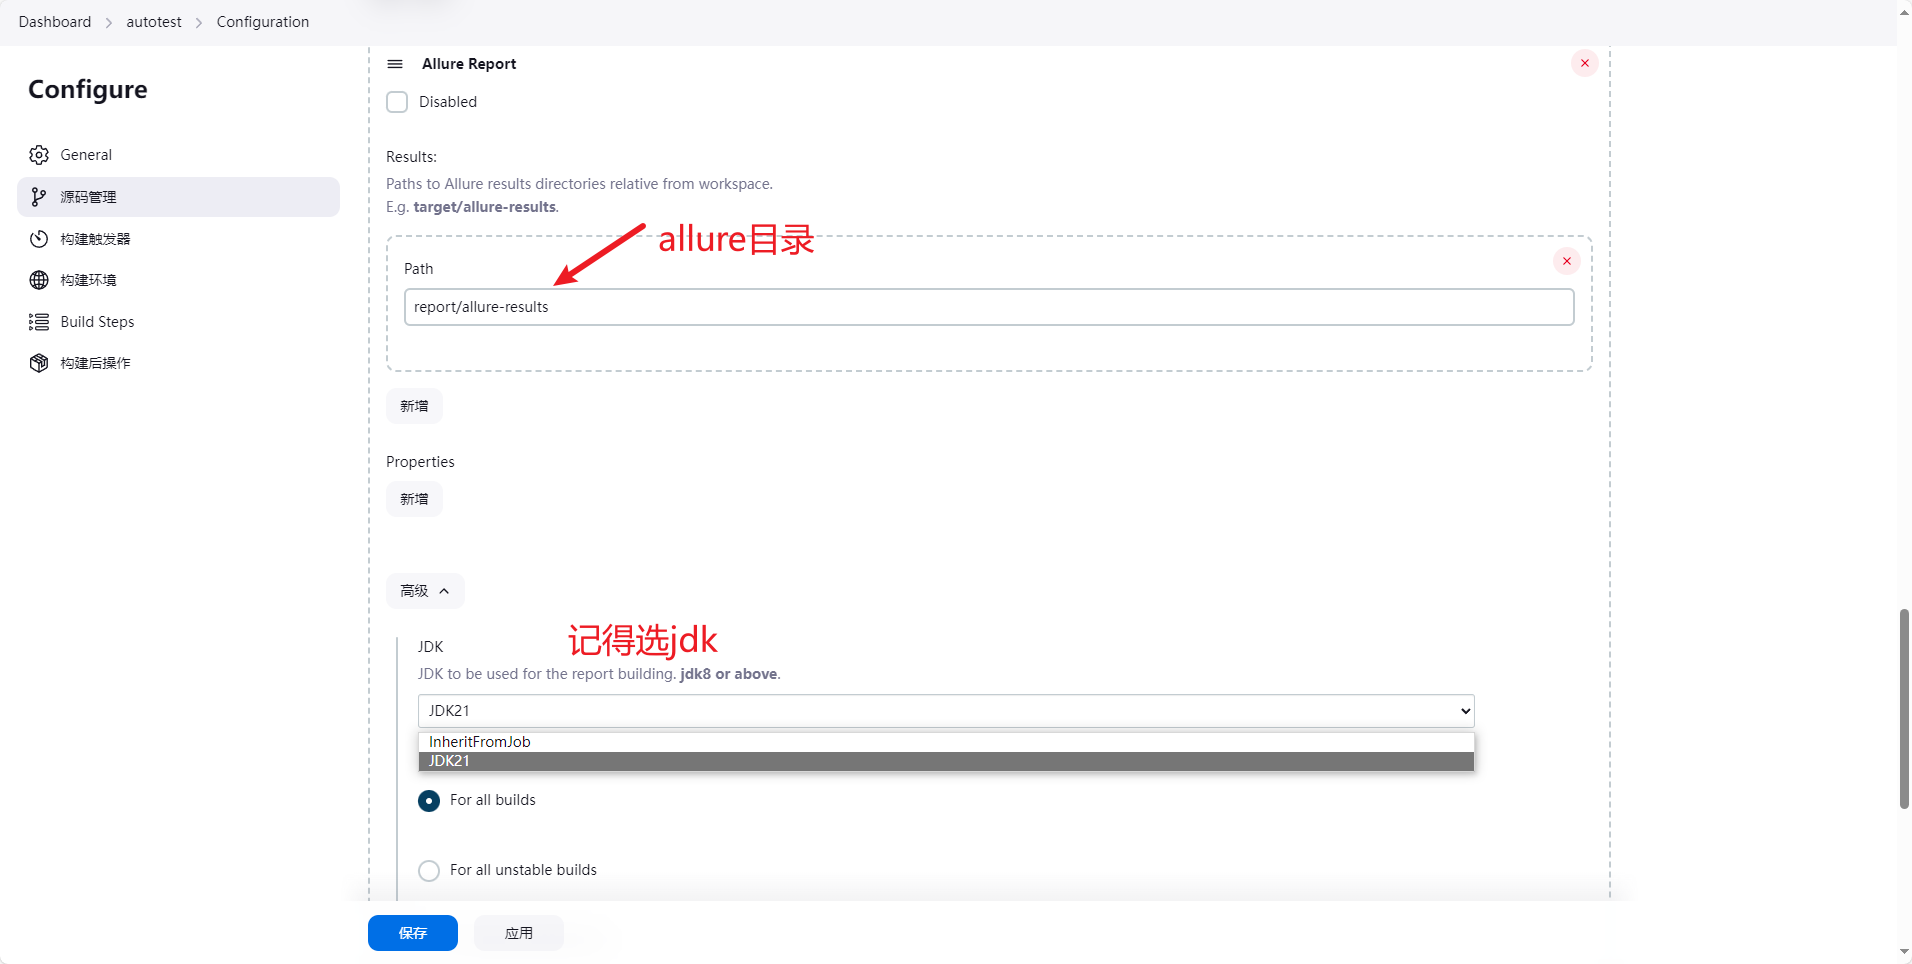 Dashboard
autotest
Configuration
Configure
General
源码管理
构建触发器
构建环境
Build Steps
构建后操作
Allure Report
Disabled
Results:
Paths to Allure results directories relative from workspace.
E.g. target/allure-results.
allure目录
Path
report/allure-results
新增
Properties
新增
高级
记得选jdk
JDK
JDK to be used for the report building. jdk8 or above.
JDK21
InheritFromJob
JDK21
For all builds
For all unstable builds
保存
应用